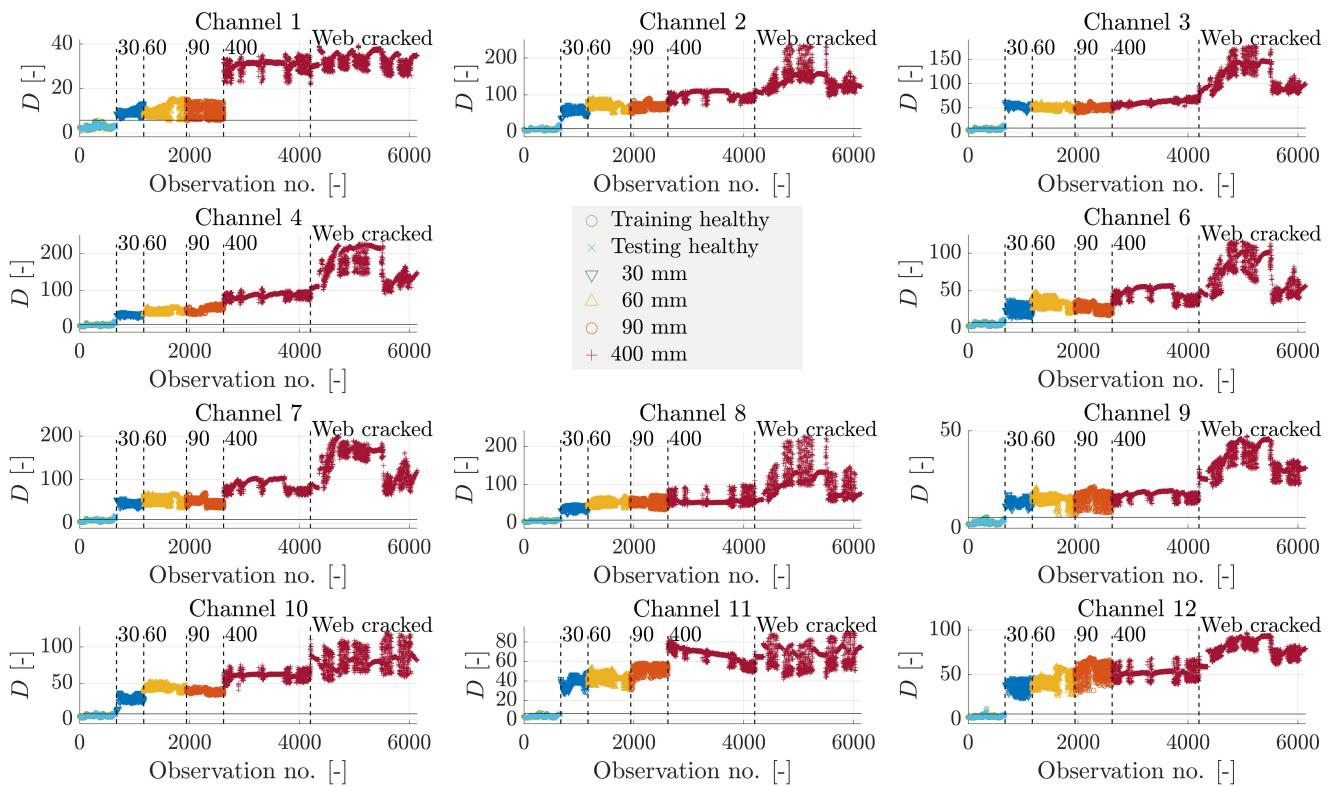 Channel 1
Web cracked
30 60 90 400
D [-]
40
20
0
0 2000 4000 6000
Observation no. [-]
Channel 2
Web cracked
30 60 90 400
D [-]
200
100
0
0 2000 4000 6000
Observation no. [-]
Channel 3
Web cracked
30 60 90 400
D [-]
150
100
50
0
0 2000 4000 6000
Observation no. [-]
Channel 4
Web cracked
30 60 90 400
D [-]
200
100
0
0 2000 4000 6000
Observation no. [-]
Training healthy
Testing healthy
30 mm
60 mm
90 mm
400 mm
Channel 6
Web cracked
30 60 90 400
D [-]
100
50
0
0 2000 4000 6000
Observation no. [-]
Channel 7
Web cracked
30 60 90 400
D [-]
200
100
0
0 2000 4000 6000
Observation no. [-]
Channel 8
Web cracked
30 60 90 400
D [-]
200
100
0
0 2000 4000 6000
Observation no. [-]
Channel 9
Web cracked
30 60 90 400
D [-]
50
0
0 2000 4000 6000
Observation no. [-]
Channel 10
Web cracked
30 60 90 400
D [-]
100
50
0
0 2000 4000 6000
Observation no. [-]
Channel 11
Web cracked
30 60 90 400
D [-]
80
60
40
20
0
0 2000 4000 6000
Observation no. [-]
Channel 12
Web cracked
30 60 90 400
D [-]
100
50
0
0 2000 4000 6000
Observation no. [-]